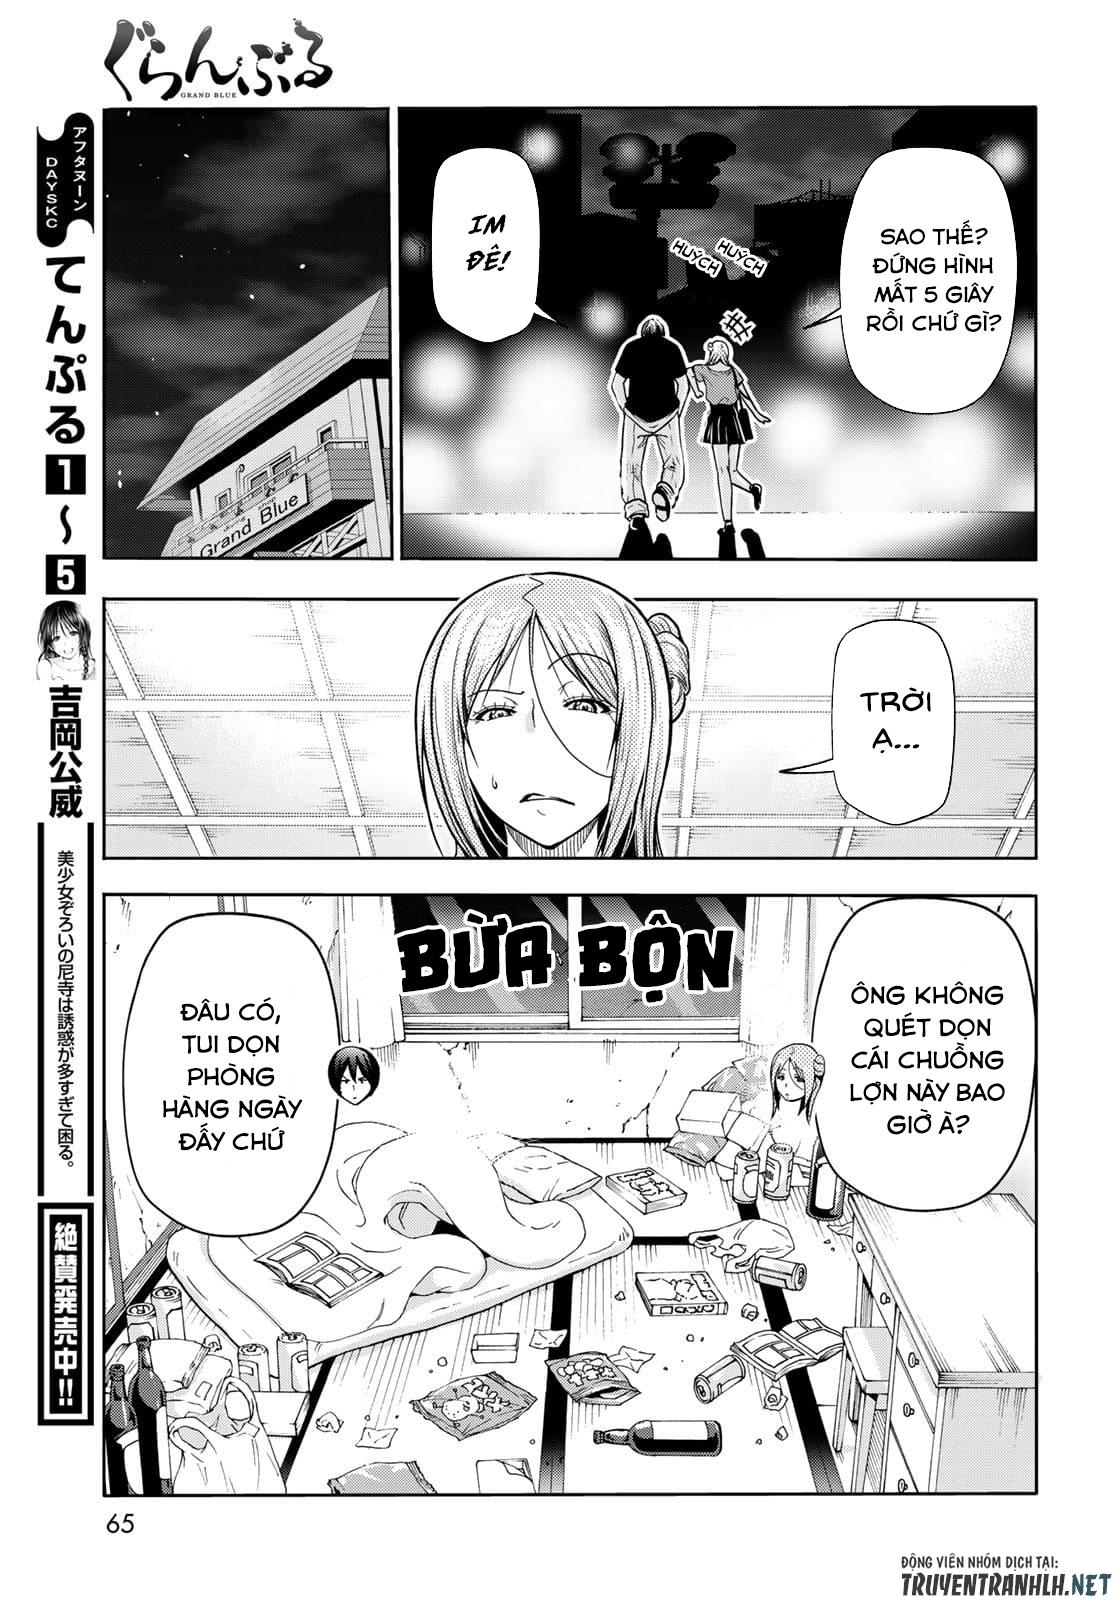 ぐらんぶる
GRAND BLUE
SAO THẾ?
ĐỨNG HÌNH
MẤT 5 GIÂY
RỒI CHỨ GÌ?
HUÝCH
HUÝCH
IM
ĐÊ!
diving shop
Grand Blue
TRỜI
Ạ...
BỪA BỘN
ÔNG KHÔNG
QUÉT DỌN
CÁI CHUỒNG
LỢN NÀY BAO
GIỜ À?
ĐÂU CÓ,
TUI DỌN
PHÒNG
HÀNG NGÀY
ĐẤY CHỨ
アフタヌーン
DAYSKC
てんぷる1〜5
吉岡公威
美少女ぞろいの尼寺は誘惑が多すぎて困る。
絶賛発売中!!
65
ĐỘNG VIÊN NHÓM DỊCH TẠI:
TRUYENTRANHLH.NET